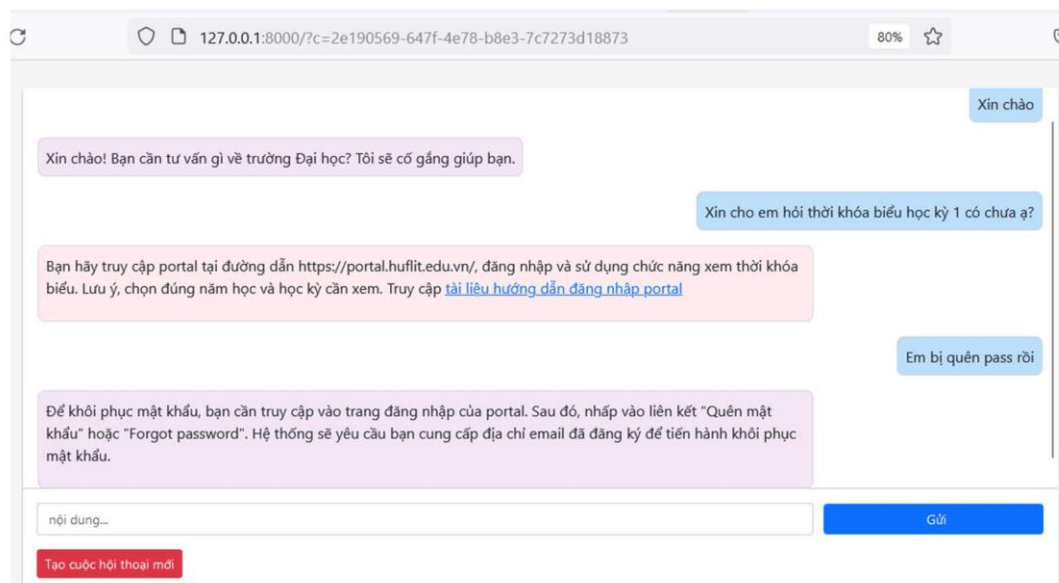 127.0.0.1:8000/?c=2e190569-647f-4e78-b8e3-7c7273d18873
80%
Xin chào
Xin chào! Bạn cần tư vấn gì về trường Đại học? Tôi sẽ cố gắng giúp bạn.
Xin cho em hỏi thời khóa biểu học kỳ 1 có chưa ạ?
Bạn hãy truy cập portal tại đường dẫn https://portal.huflit.edu.vn/, đăng nhập và sử dụng chức năng xem thời khóa
biểu. Lưu ý, chọn đúng năm học và học kỳ cần xem. Truy cập tài liệu hướng dẫn đăng nhập portal
Em bị quên pass rồi
Để khôi phục mật khẩu, bạn cần truy cập vào trang đăng nhập của portal. Sau đó, nhấp vào liên kết "Quên mật
khẩu" hoặc "Forgot password". Hệ thống sẽ yêu cầu bạn cung cấp địa chỉ email đã đăng ký để tiến hành khôi phục
mật khẩu.
nội dung...
Gửi
Tạo cuộc hội thoại mới